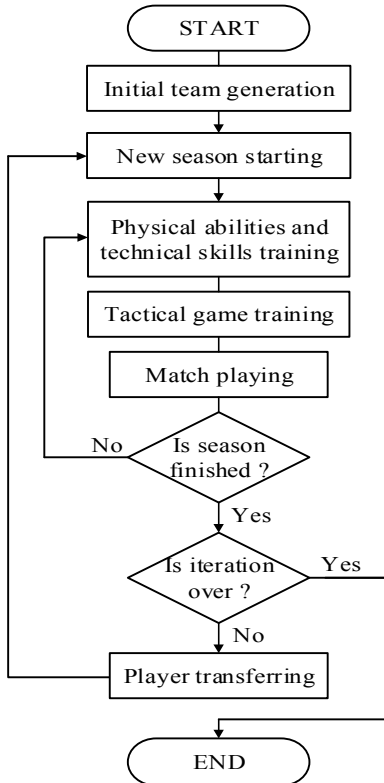 START
Initial team generation
New season starting
Physical abilities and
technical skills training
Tactical game training
Match playing
No
Is season
finished ?
Yes
Is iteration
over ?
Yes
No
Player transferring
END